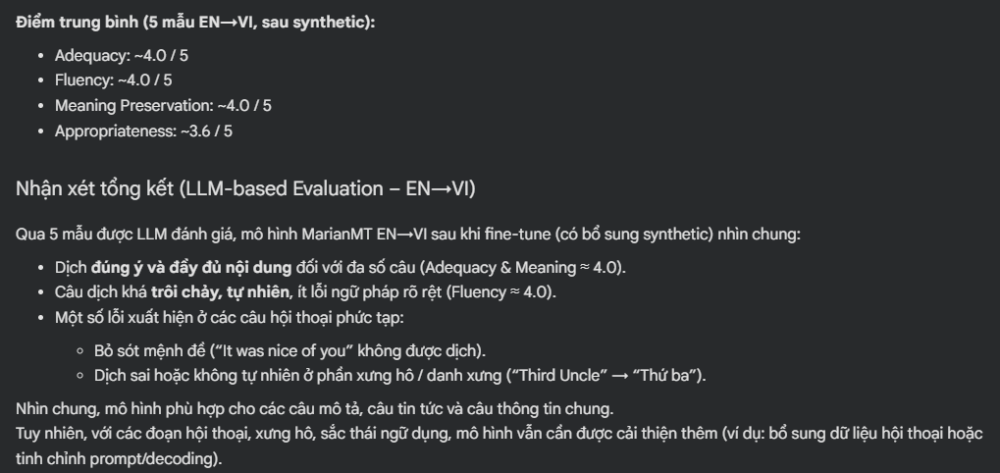 Điểm trung bình (5 mẫu EN→VI, sau synthetic):
• Adequacy: ~4.0 / 5
• Fluency: ~4.0 / 5
• Meaning Preservation: ~4.0 / 5
• Appropriateness: ~3.6 / 5
Nhận xét tổng kết (LLM-based Evaluation – EN→VI)
Qua 5 mẫu được LLM đánh giá, mô hình MarianMT EN→VI sau khi fine-tune (có bổ sung synthetic) nhìn chung:
• Dịch đúng ý và đầy đủ nội dung đối với đa số câu (Adequacy & Meaning ≈ 4.0).
• Câu dịch khá trôi chảy, tự nhiên, ít lỗi ngữ pháp rõ rệt (Fluency ≈ 4.0).
• Một số lỗi xuất hiện ở các câu hội thoại phức tạp:
◦ Bỏ sót mệnh đề (“It was nice of you” không được dịch).
◦ Dịch sai hoặc không tự nhiên ở phần xưng hô / danh xưng (“Third Uncle” → “Thứ ba”).
Nhìn chung, mô hình phù hợp cho các câu mô tả, câu tin tức và câu thông tin chung.
Tuy nhiên, với các đoạn hội thoại, xưng hô, sắc thái ngữ dụng, mô hình vẫn cần được cải thiện thêm (ví dụ: bổ sung dữ liệu hội thoại hoặc
tinh chỉnh prompt/decoding).